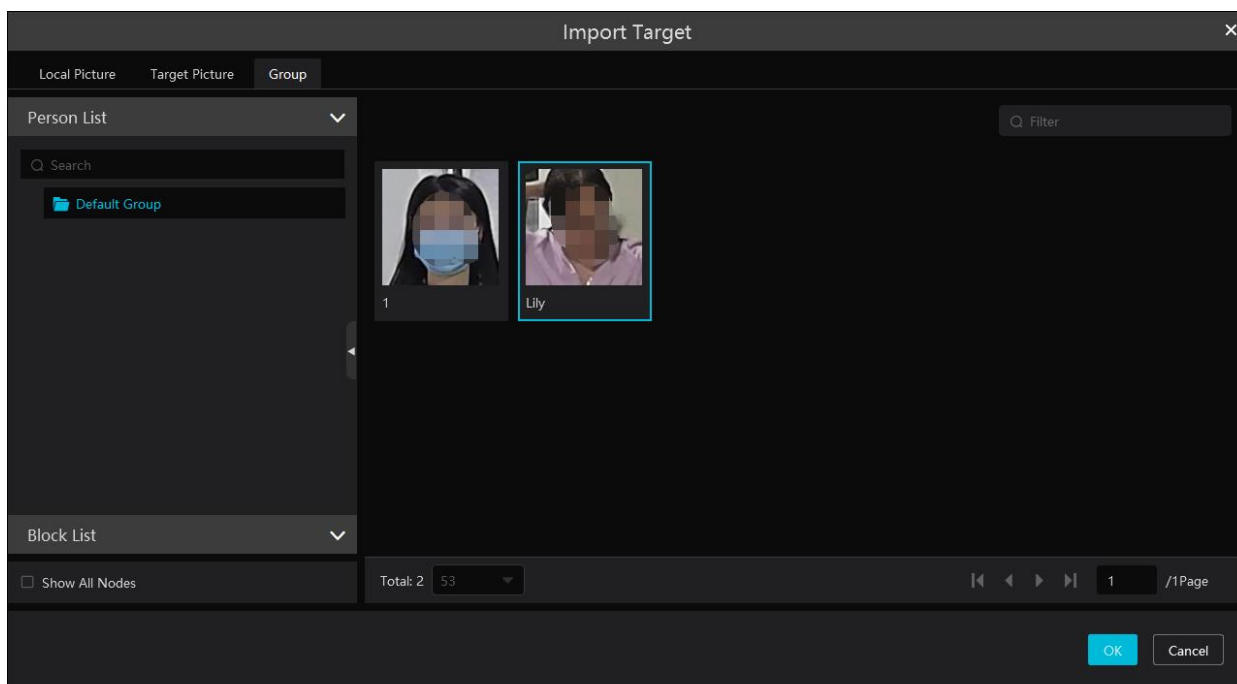 Import Target
Local Picture Target Picture Group
Person List
Filter
Search
Default Group
1 Lily
Block List
Show All Nodes
Total: 2 53 1 /1Page
OK Cancel